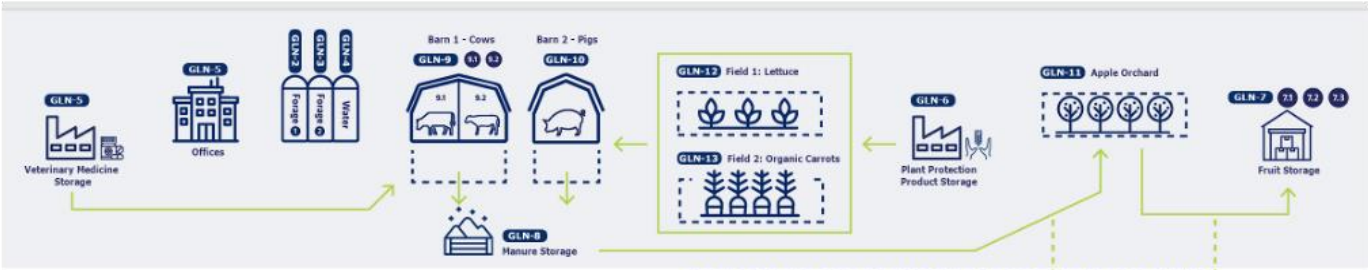 GLN-5
Veterinary Medicine
Storage
GLN-5
Offices
GLN-2
GLN-3
GLN-4
Forage 1
Forage 2
Water
Barn 1 - Cows
GLN-9 9.1 9.2
9.1 9.2
Barn 2 - Pigs
GLN-10
GLN-8
Manure Storage
GLN-12 Field 1: Lettuce
GLN-13 Field 2: Organic Carrots
GLN-6
Plant Protection
Product Storage
GLN-11 Apple Orchard
GLN-7 7.1 7.2 7.3
Fruit Storage